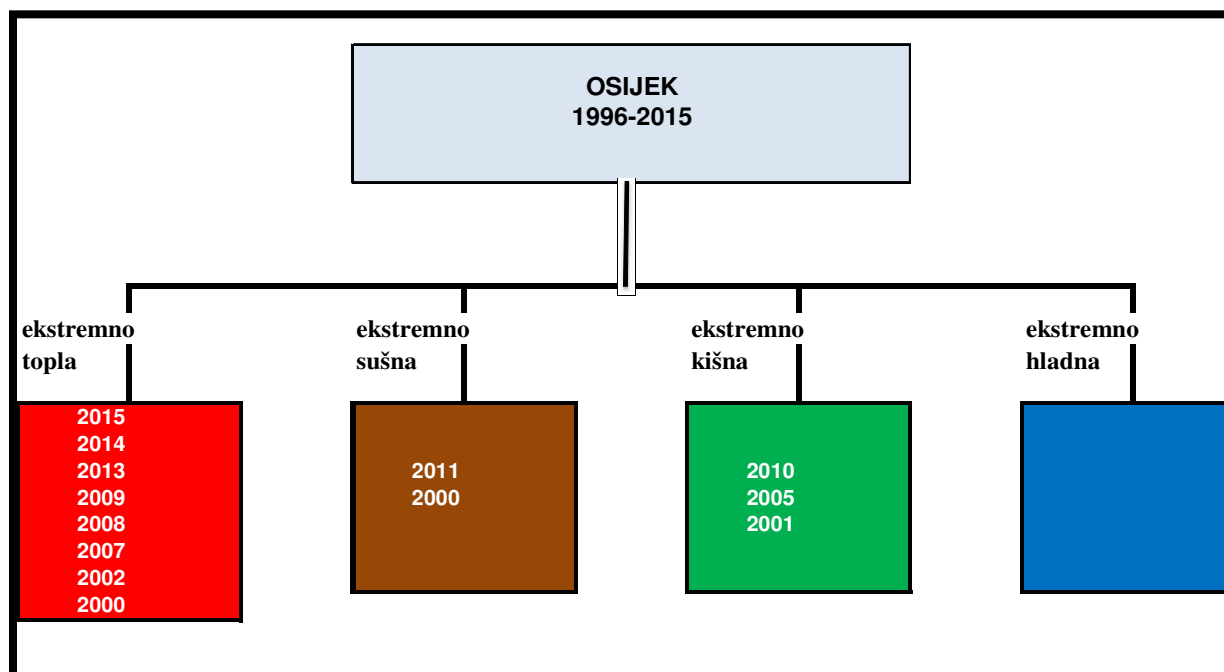 OSIJEK
1996-2015
ekstremno
topla
ekstremno
sušna
ekstremno
kišna
ekstremno
hladna
2015
2014
2013
2009
2008
2007
2002
2000
2011
2000
2010
2005
2001